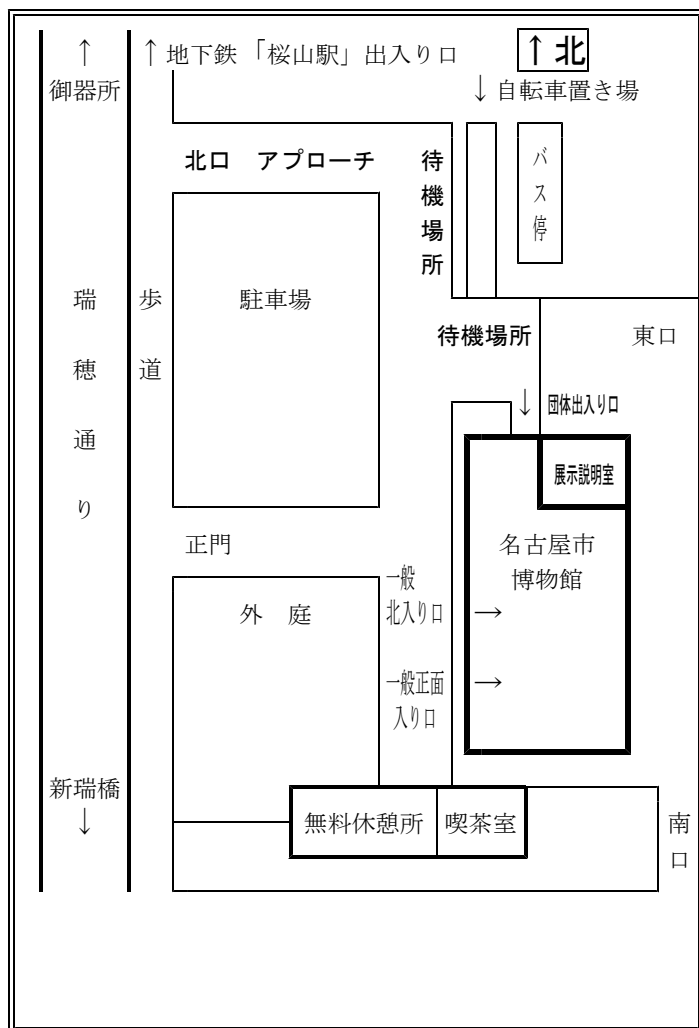 ↑
御器所
↑地下鉄「桜山駅」出入り口
↑北
↓自転車置き場
北口　アプローチ
待機場所
バス停
瑞穂通り
歩道
駐車場
待機場所
東口
↓
団体出入り口
展示説明室
正門
名古屋市
博物館
外　庭
一般
北入り口
→
一般正面
入り口
→
新瑞橋
↓
無料休憩所
喫茶室
南口